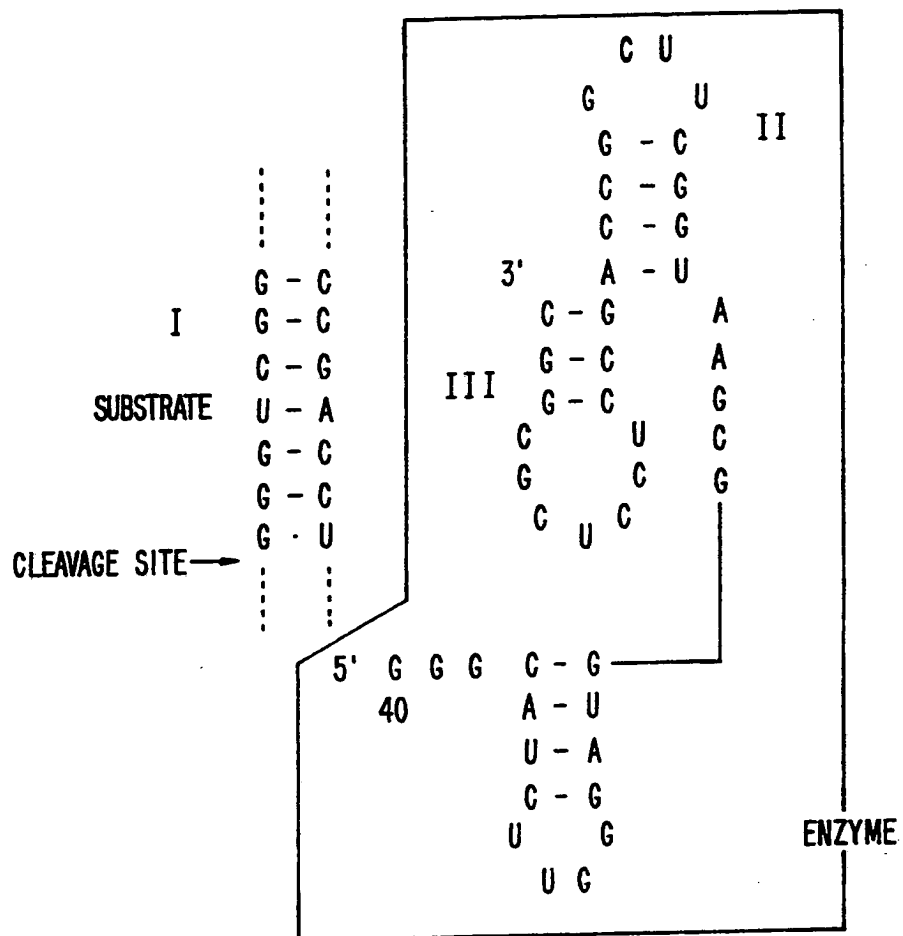 C U
G U
II
G - C
C - G
C - G
3' A - U
G - C
C - G A
I G - C
G - C A
C - G
III G - C G
SUBSTRATE U - A
C U C
G - C
G C G
G - C
C U C
G · U
CLEAVAGE SITE
5' G G G C - G
40 A - U
U - A
C - G
U G
ENZYME
U G